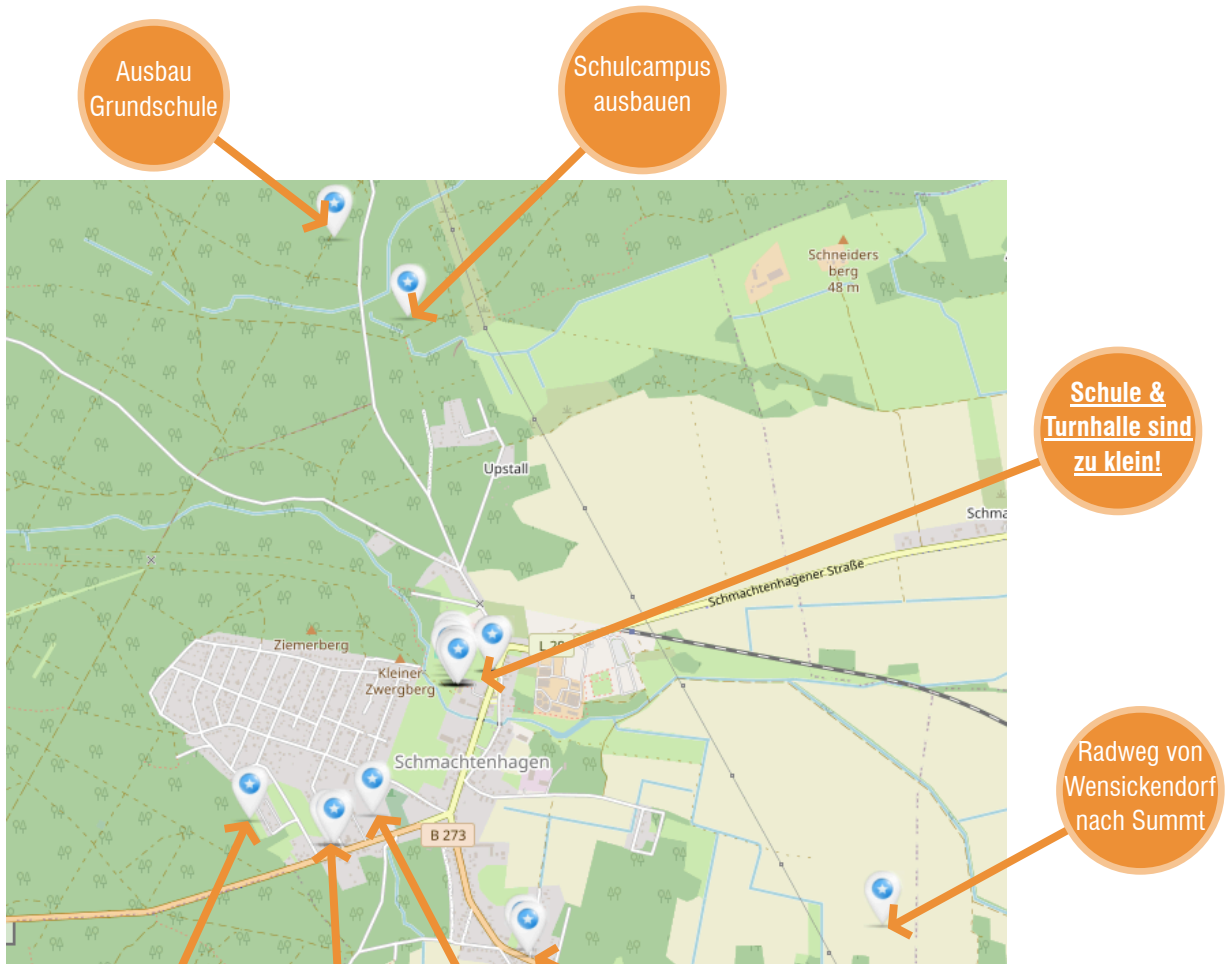 Ausbau
Grundschule
Schulcampus
ausbauen
Schneiders
berg
48 m
Schule &
Turnhalle sind
zu klein!
Upstall
Schma
Schmachtenhagener Straße
Ziemerberg
L 29
Kleiner
Zwergberg
Schmachtenhagen
Radweg von
Wensickendorf
nach Summt
B 273